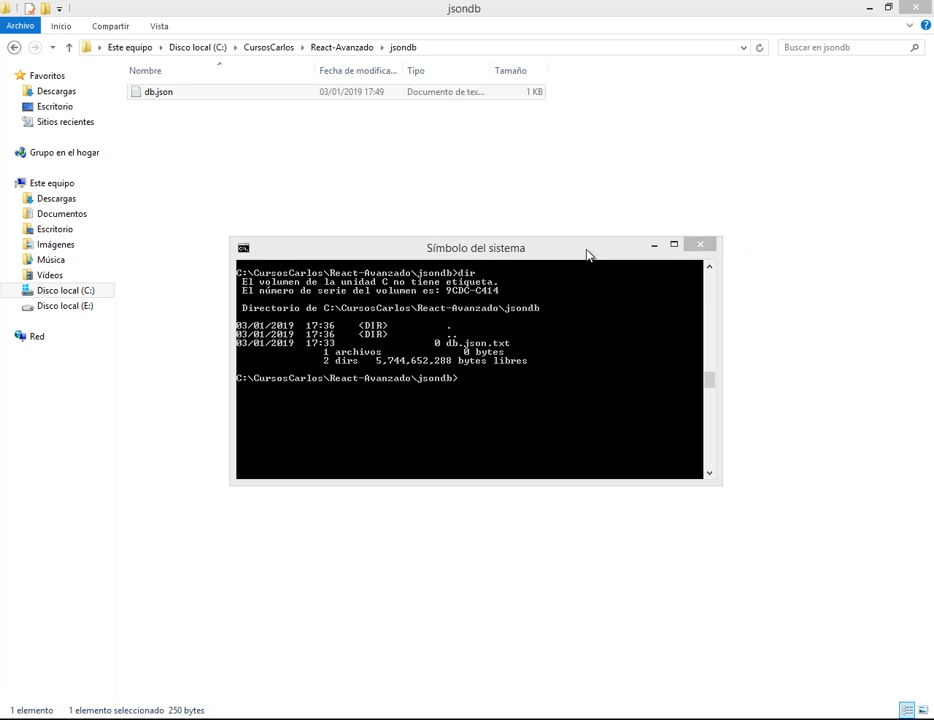 jsondb
Archivo Inicio Compartir Vista
Este equipo Disco local (C:) CursosCarlos React-Avanzado jsondb
Buscar en jsondb
Nombre Fecha de modifica... Tipo Tamaño
db.json 03/01/2019 17:49 Documento de tex... 1 KB
Favoritos
Descargas
Escritorio
Sitios recientes
Grupo en el hogar
Este equipo
Descargas
Documentos
Escritorio
Imágenes
Música
Vídeos
Disco local (C:)
Disco local (E:)
Red
Símbolo del sistema
C:\CursosCarlos\React-Avanzado\jsondb>dir
El volumen de la unidad C no tiene etiqueta.
El número de serie del volumen es: 9CDC-C414
Directorio de C:\CursosCarlos\React-Avanzado\jsondb
03/01/2019 17:36 <DIR> .
03/01/2019 17:36 <DIR> ..
03/01/2019 17:33 0 db.json.txt
1 archivos 0 bytes
2 dirs 5,744,652,288 bytes libres
C:\CursosCarlos\React-Avanzado\jsondb>
1 elemento 1 elemento seleccionado 250 bytes